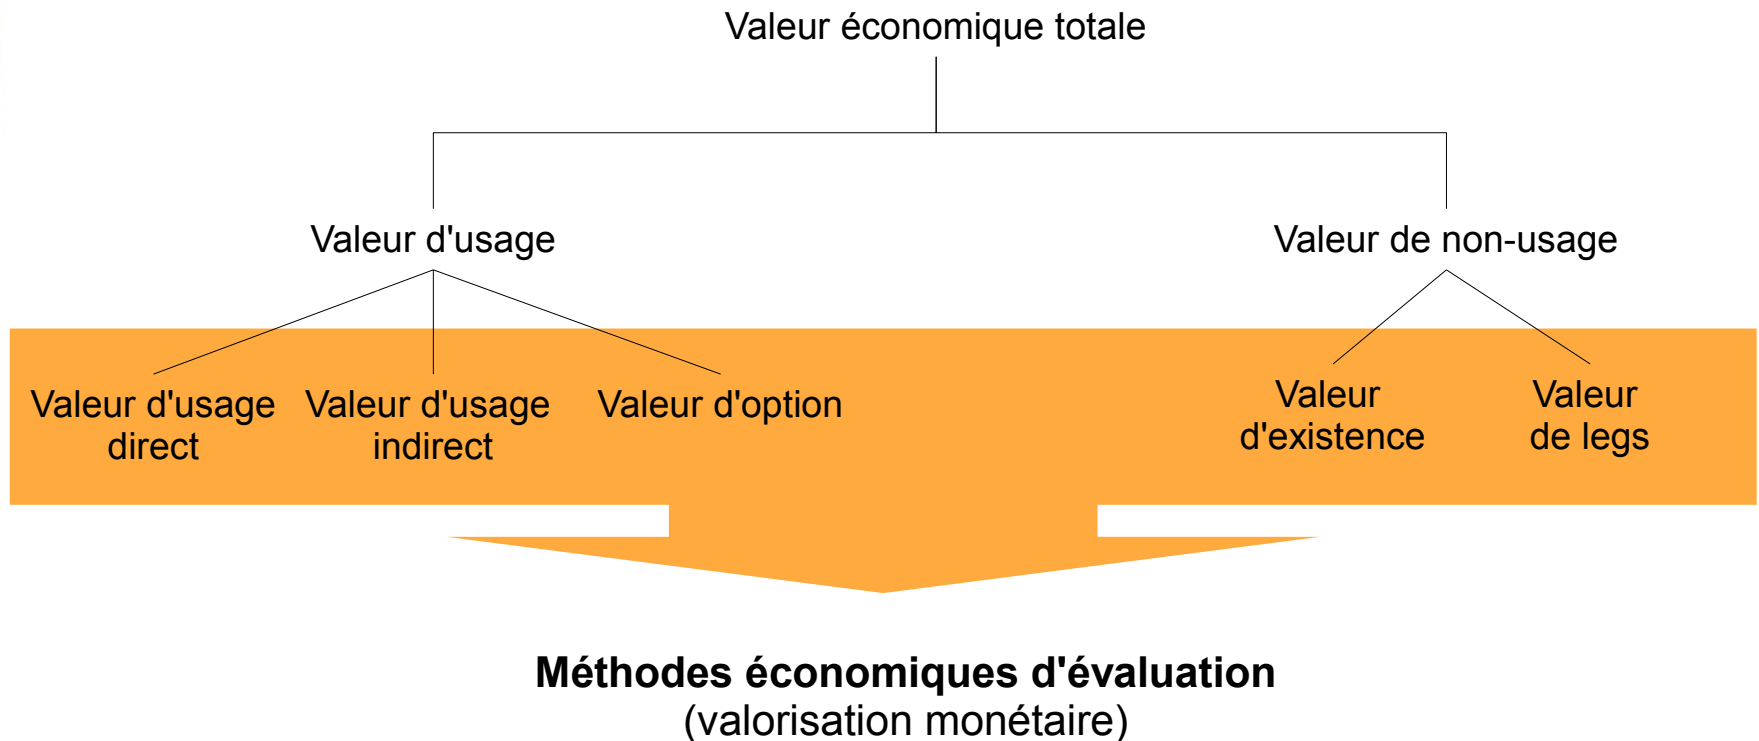 Valeur économique totale
Valeur d'usage
Valeur de non-usage
Valeur d'usage
direct
Valeur d'usage
indirect
Valeur d'option
Valeur
d'existence
Valeur
de legs
Méthodes économiques d'évaluation
(valorisation monétaire)